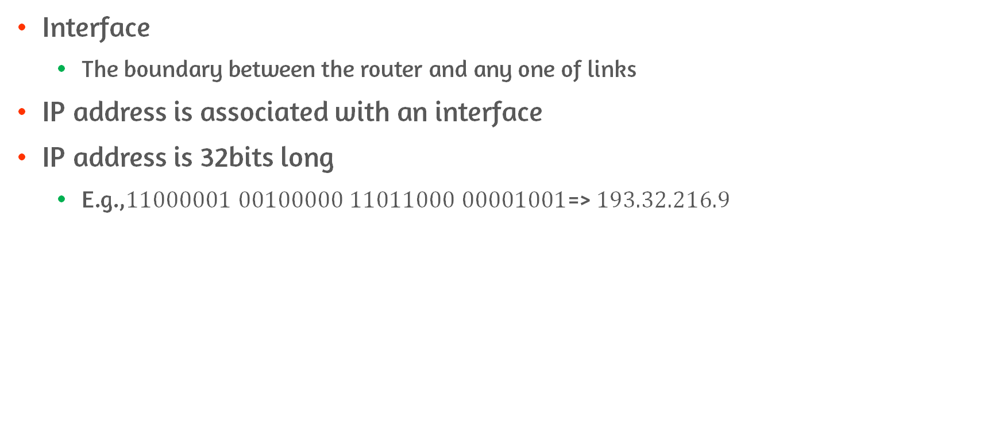 • Interface
• The boundary between the router and any one of links
• IP address is associated with an interface
• IP address is 32bits long
• E.g.,11000001 00100000 11011000 00001001=> 193.32.216.9